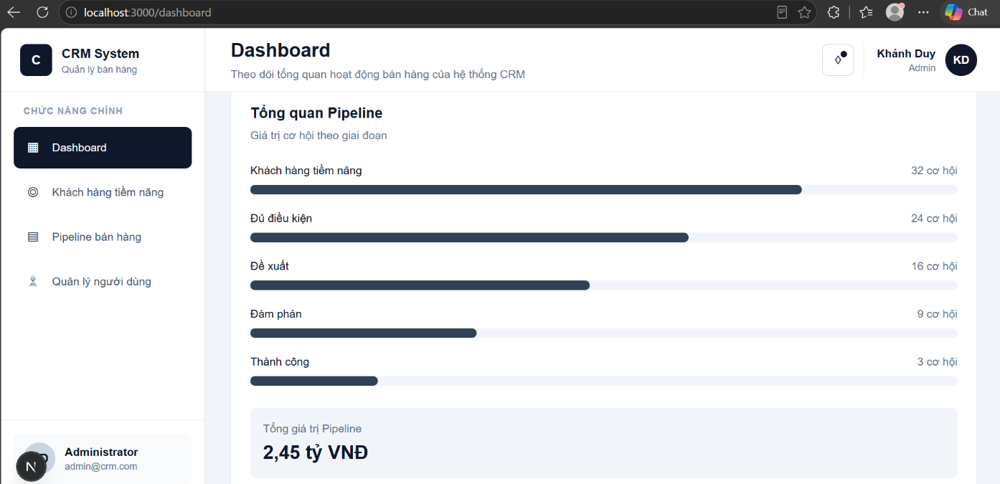 localhost:3000/dashboard
Chat
C
CRM System
Quản lý bán hàng
CHỨC NĂNG CHÍNH
Dashboard
Khách hàng tiềm năng
Pipeline bán hàng
Quản lý người dùng
Administrator
admin@crm.com
N
Dashboard
Theo dõi tổng quan hoạt động bán hàng của hệ thống CRM
Khánh Duy
Admin
KD
Tổng quan Pipeline
Giá trị cơ hội theo giai đoạn
Khách hàng tiềm năng 32 cơ hội
Đủ điều kiện 24 cơ hội
Đề xuất 16 cơ hội
Đàm phán 9 cơ hội
Thành công 3 cơ hội
Tổng giá trị Pipeline
2,45 tỷ VNĐ